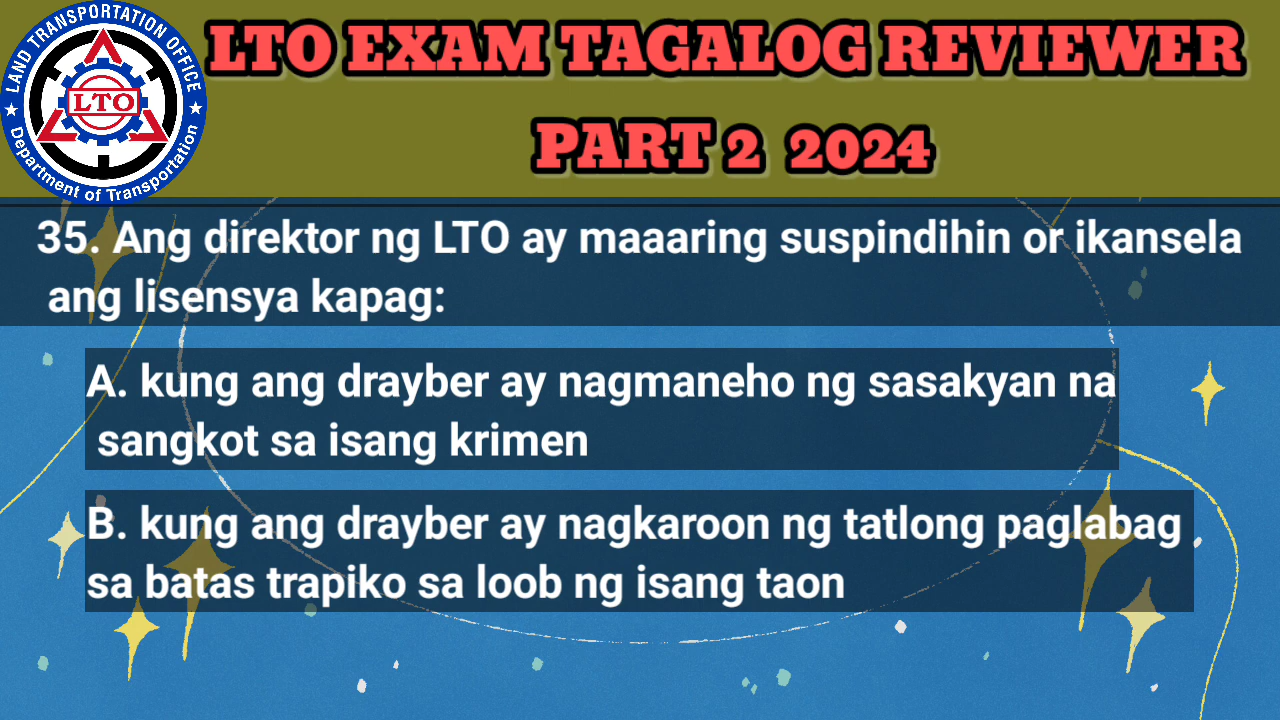 LAND TRANSPORTATION OFFICE
LTO
Department of Transportation
LTO EXAM TAGALOG REVIEWER
PART 2 2024
35. Ang direktor ng LTO ay maaaring suspindihin or ikansela
ang lisensya kapag:
A. kung ang drayber ay nagmaneho ng sasakyan na
sangkot sa isang krimen
B. kung ang drayber ay nagkaroon ng tatlong paglabag
sa batas trapiko sa loob ng isang taon